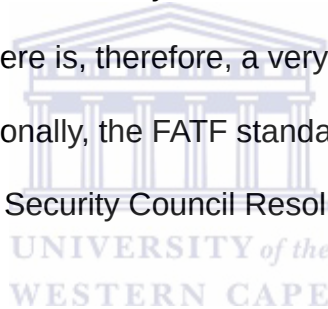 ere is, therefore, a very
onally, the FATF standa
Security Council Resol
UNIVERSITY of the
WESTERN CAPE